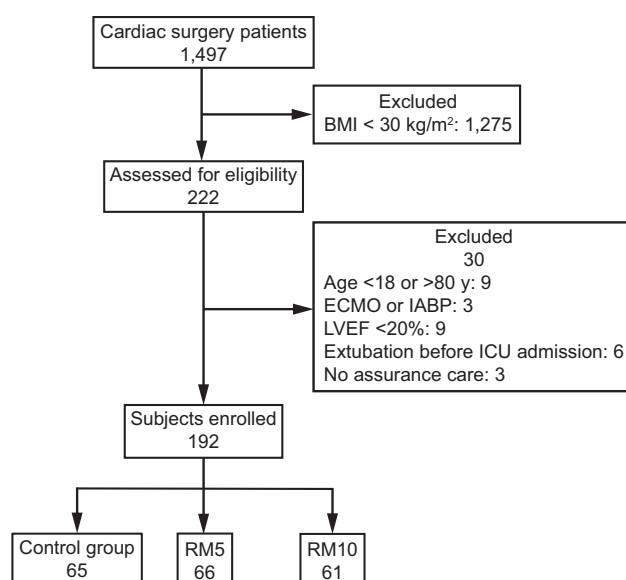 Cardiac surgery patients
1,497
Excluded
BMI < 30 kg/m²: 1,275
Assessed for eligibility
222
Excluded
30
Age <18 or >80 y: 9
ECMO or IABP: 3
LVEF <20%: 9
Extubation before ICU admission: 6
No assurance care: 3
Subjects enrolled
192
Control group
65
RM5
66
RM10
61